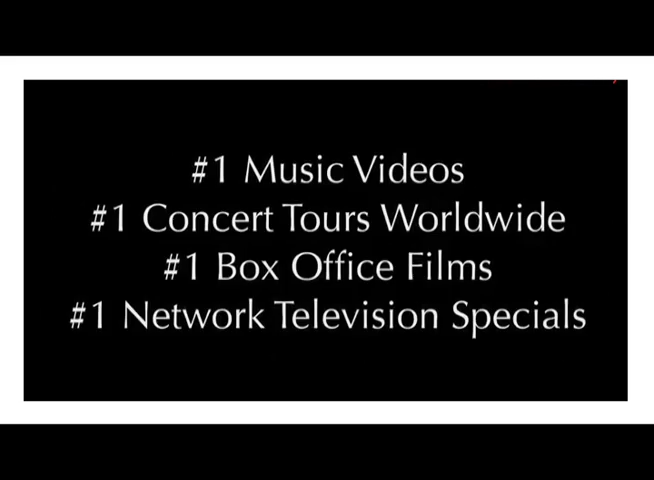 #1 Music Videos
#1 Concert Tours Worldwide
#1 Box Office Films
#1 Network Television Specials